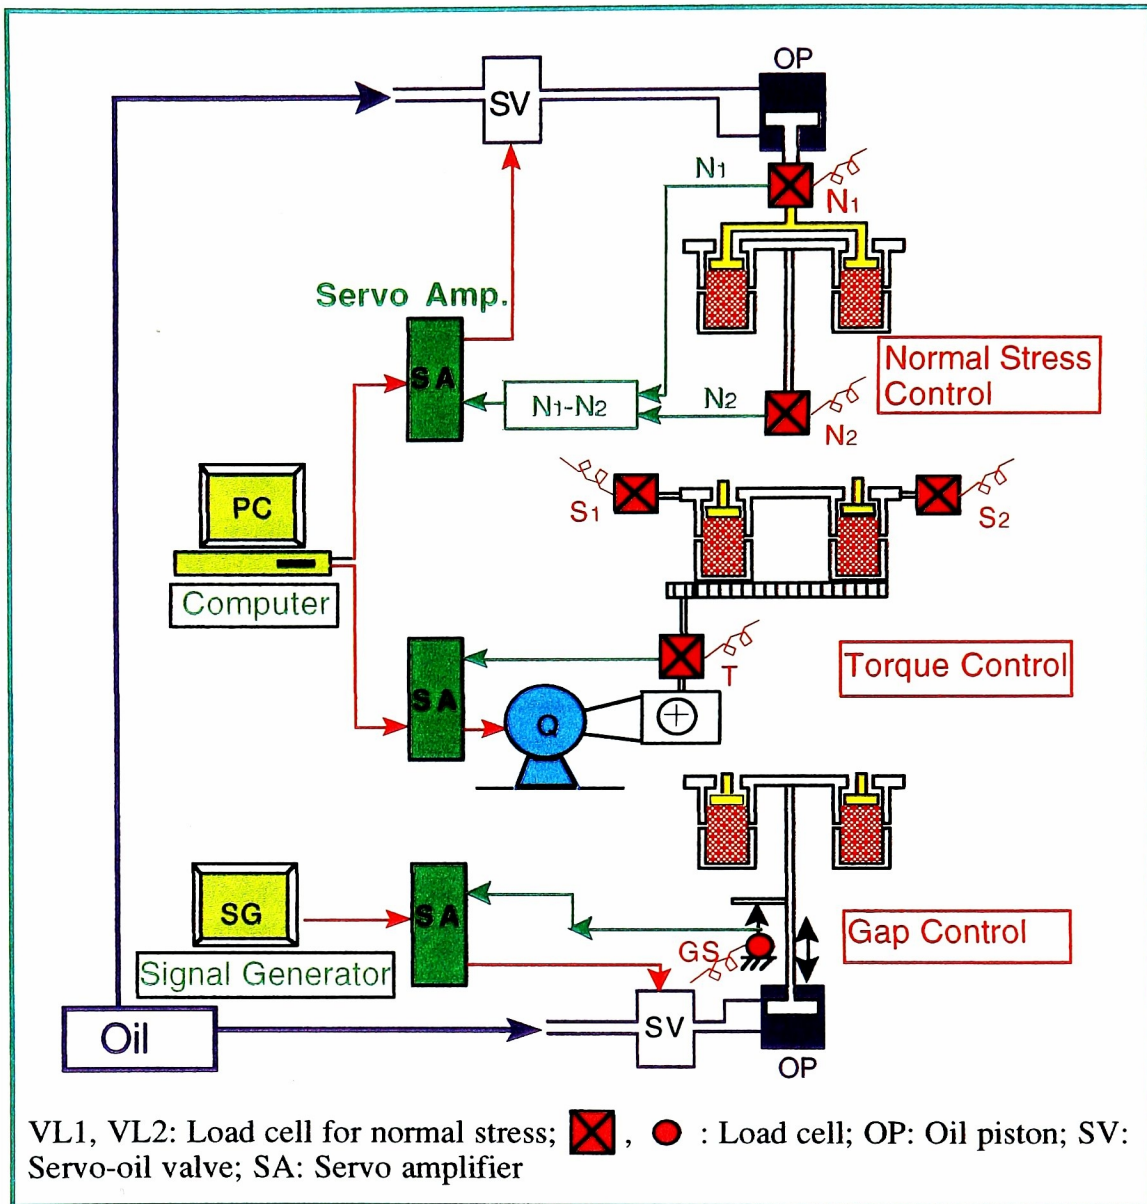 OP
SV
N1
N1
Servo Amp.
SA
Normal Stress
Control
N1-N2
N2
N2
PC
S1
S2
Computer
SA
T
Torque Control
Q
SG
SA
GS
Gap Control
Signal Generator
SV
Oil
OP
VL1, VL2: Load cell for normal stress; , : Load cell; OP: Oil piston; SV:
Servo-oil valve; SA: Servo amplifier